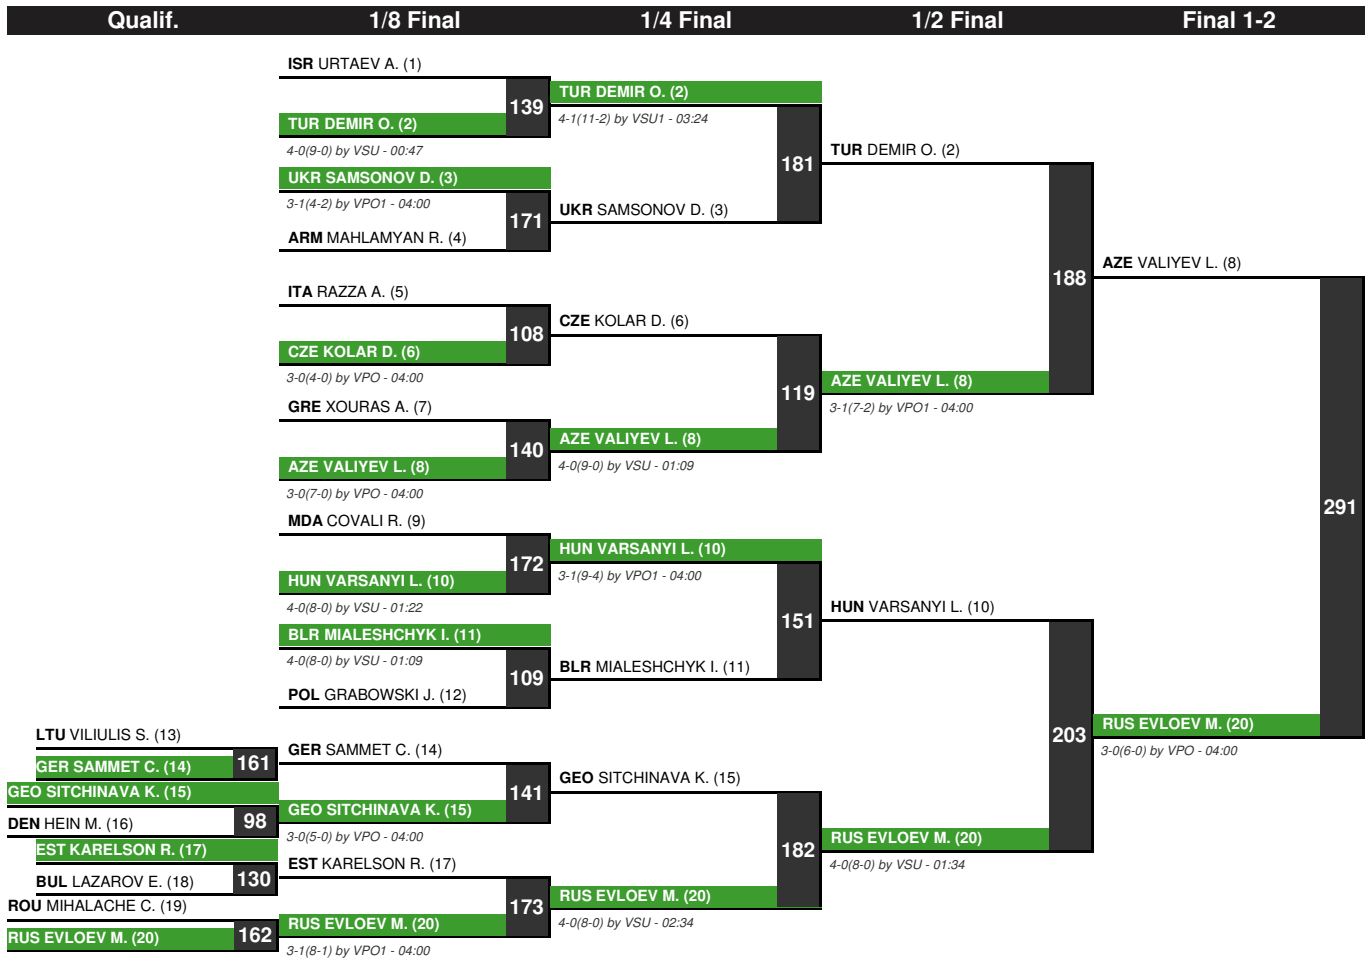 Qualif.
1/8 Final
1/4 Final
1/2 Final
Final 1-2
ISR URTAEV A. (1)
139
TUR DEMIR O. (2)
4-0(9-0) by VSU - 00:47
UKR SAMSONOV D. (3)
3-1(4-2) by VPO1 - 04:00
171
ARM MAHLAMYAN R. (4)
ITA RAZZA A. (5)
108
CZE KOLAR D. (6)
3-0(4-0) by VPO - 04:00
GRE XOURAS A. (7)
140
AZE VALIYEV L. (8)
3-0(7-0) by VPO - 04:00
MDA COVALI R. (9)
172
HUN VARSANYI L. (10)
4-0(8-0) by VSU - 01:22
BLR MIALESHCHYK I. (11)
4-0(8-0) by VSU - 01:09
109
POL GRABOWSKI J. (12)
LTU VILIULIS S. (13)
GER SAMMET C. (14)
161
GEO SITCHINAVA K. (15)
DEN HEIN M. (16)
98
EST KARELSON R. (17)
BUL LAZAROV E. (18)
130
ROU MIHALACHE C. (19)
RUS EVLOEV M. (20)
162
GER SAMMET C. (14)
141
GEO SITCHINAVA K. (15)
3-0(5-0) by VPO - 04:00
EST KARELSON R. (17)
173
RUS EVLOEV M. (20)
3-1(8-1) by VPO1 - 04:00
TUR DEMIR O. (2)
4-1(11-2) by VSU1 - 03:24
181
UKR SAMSONOV D. (3)
CZE KOLAR D. (6)
119
AZE VALIYEV L. (8)
4-0(9-0) by VSU - 01:09
HUN VARSANYI L. (10)
3-1(9-4) by VPO1 - 04:00
151
BLR MIALESHCHYK I. (11)
GEO SITCHINAVA K. (15)
182
RUS EVLOEV M. (20)
4-0(8-0) by VSU - 02:34
TUR DEMIR O. (2)
188
AZE VALIYEV L. (8)
3-1(7-2) by VPO1 - 04:00
HUN VARSANYI L. (10)
203
RUS EVLOEV M. (20)
4-0(8-0) by VSU - 01:34
AZE VALIYEV L. (8)
291
RUS EVLOEV M. (20)
3-0(6-0) by VPO - 04:00